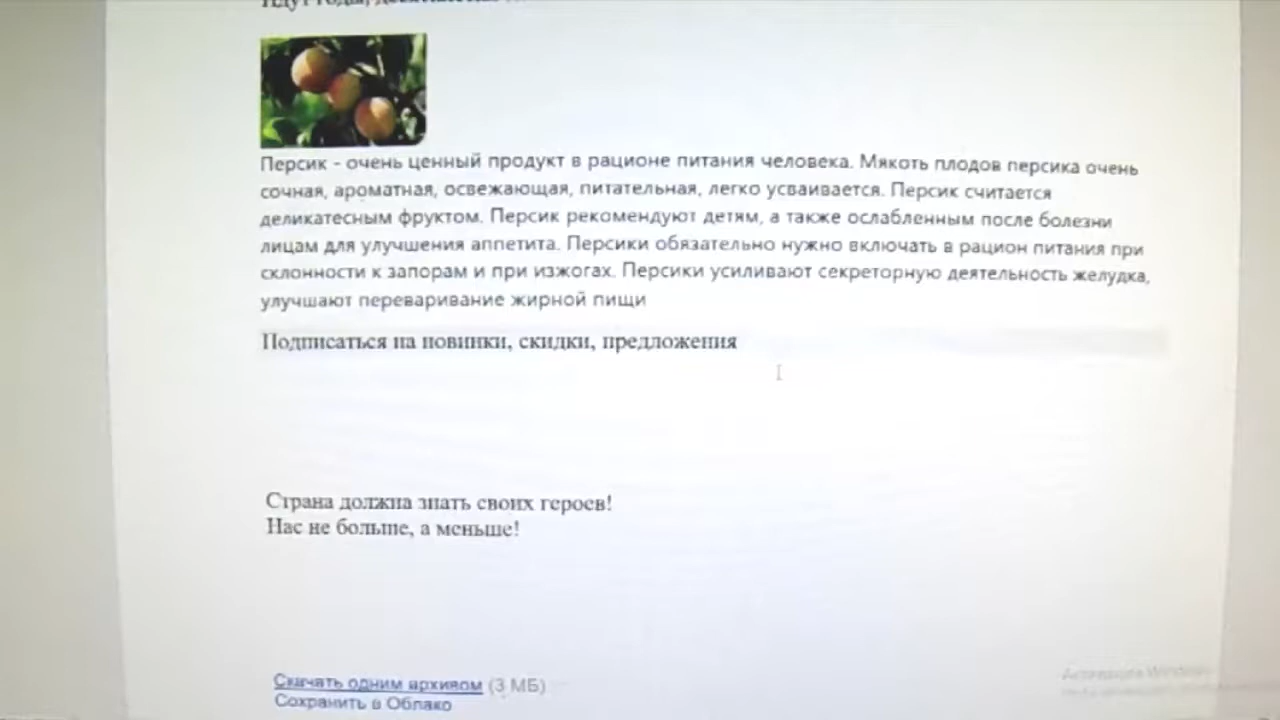 Персик - очень ценный продукт в рационе питания человека. Мякоть плодов персика очень
сочная, ароматная, освежающая, питательная, легко усваивается. Персик считается
деликатесным фруктом. Персик рекомендуют детям, а также ослабленным после болезни
лицам для улучшения аппетита. Персики обязательно нужно включать в рацион питания при
склонности к запорам и при изжогах. Персики усиливают секреторную деятельность желудка,
улучшают переваривание жирной пищи
Подписаться на новинки, скидки, предложения
Страна должна знать своих героев!
Нас не больше, а меньше!
Скачать одним архивом (3 МБ)
Сохранить в Облако
Активация Windows